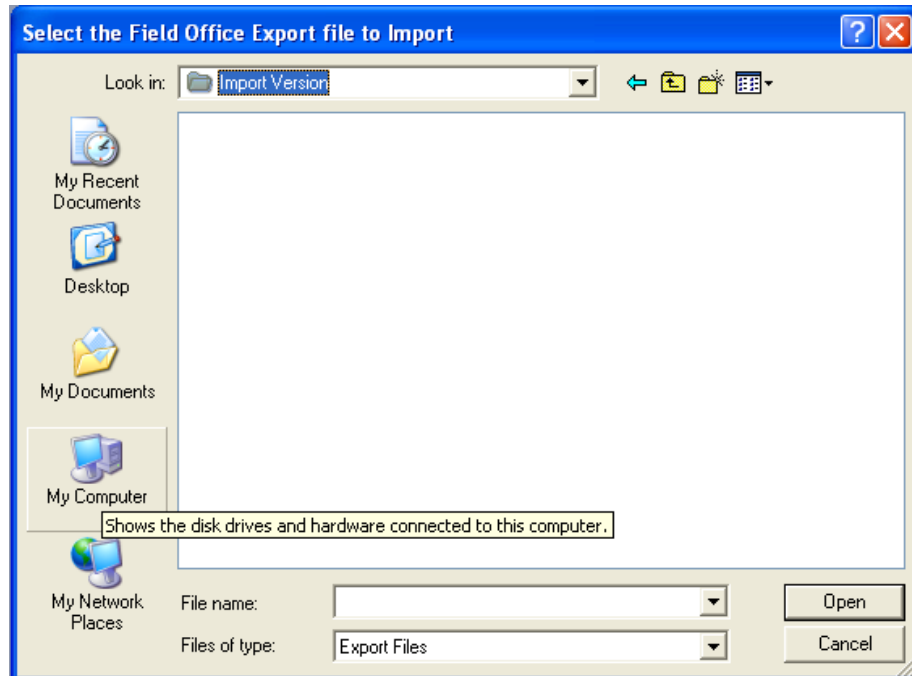 Select the Field Office Export file to Import
Look in:
Import Version
My Recent
Documents
Desktop
My Documents
My Computer
Shows the disk drives and hardware connected to this computer.
My Network
Places
File name:
Open
Files of type:
Export Files
Cancel